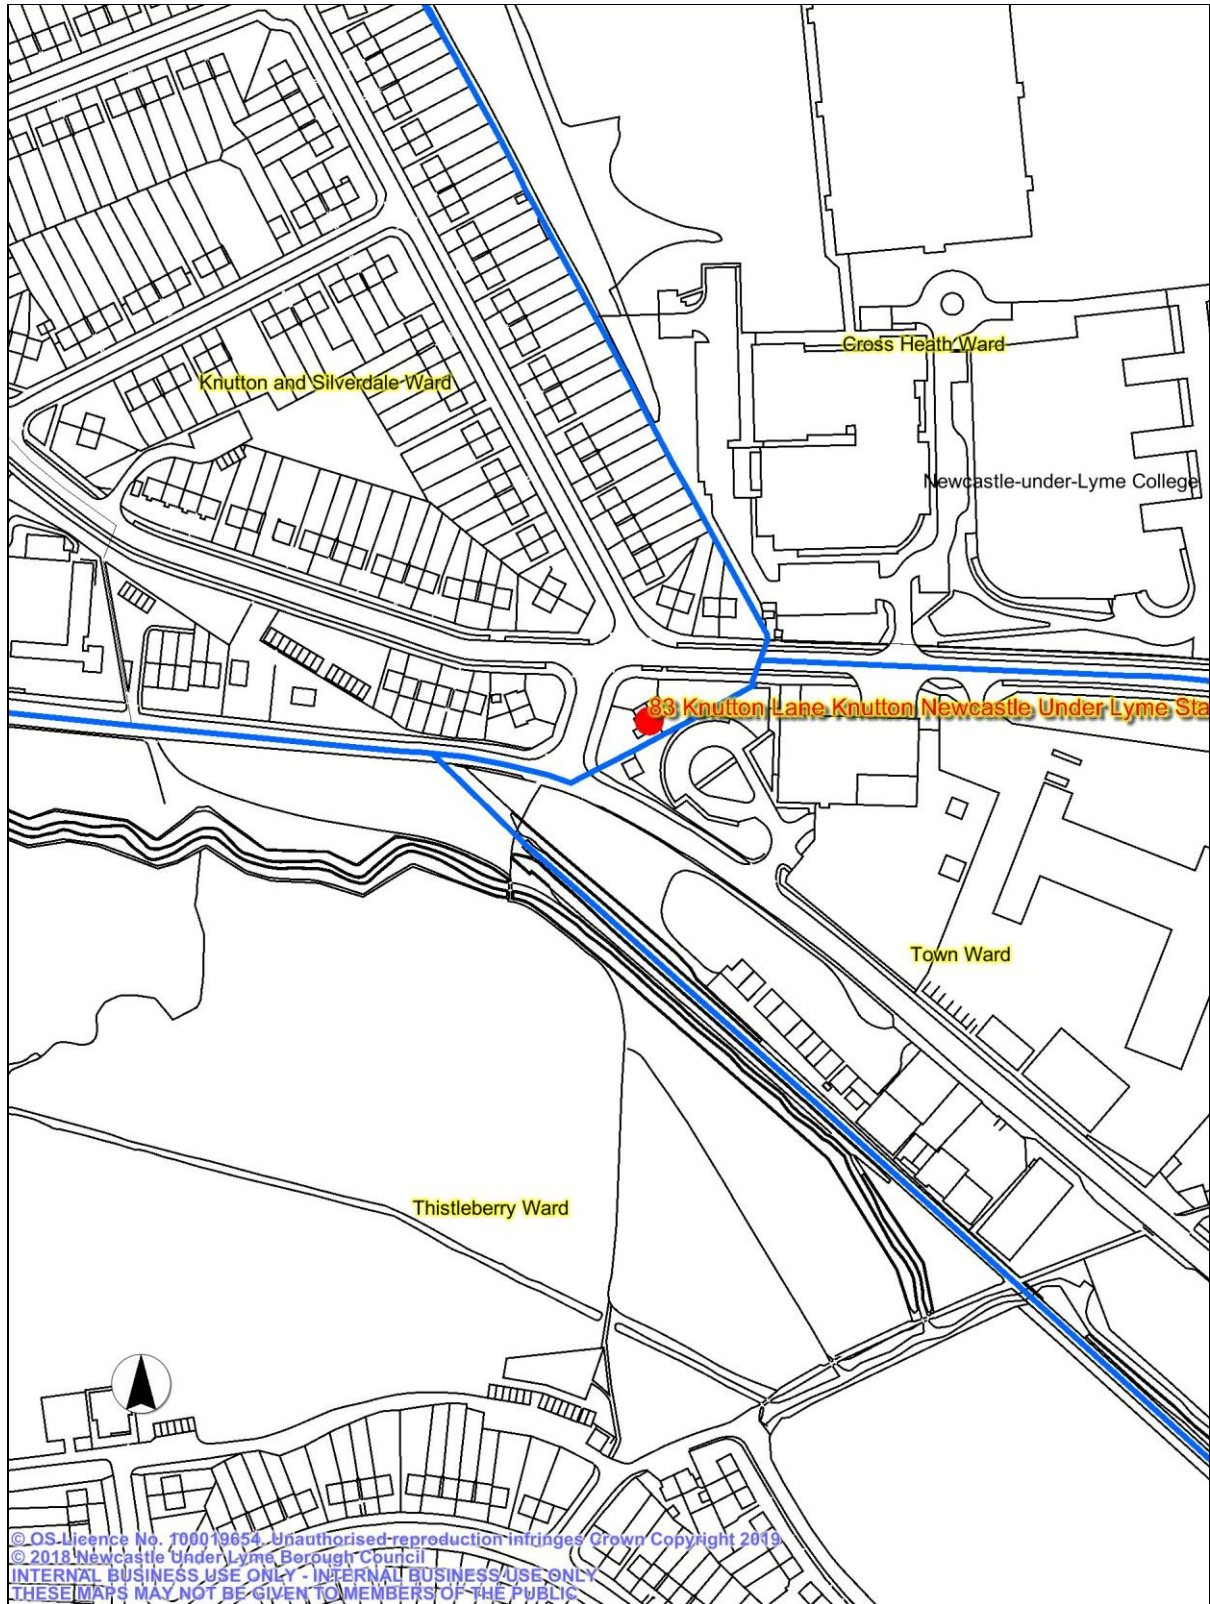 Cross Heath Ward
Knutton and Silverdale Ward
Newcastle-under-Lyme College
83 Knutton Lane Knutton Newcastle Under Lyme Sta
Town Ward
Thistleberry Ward
© OS Licence No. 100019654. Unauthorised reproduction infringes Crown Copyright 2019
© 2018 Newcastle Under Lyme Borough Council
INTERNAL BUSINESS USE ONLY - INTERNAL BUSINESS USE ONLY
THESE MAPS MAY NOT BE GIVEN TO MEMBERS OF THE PUBLIC